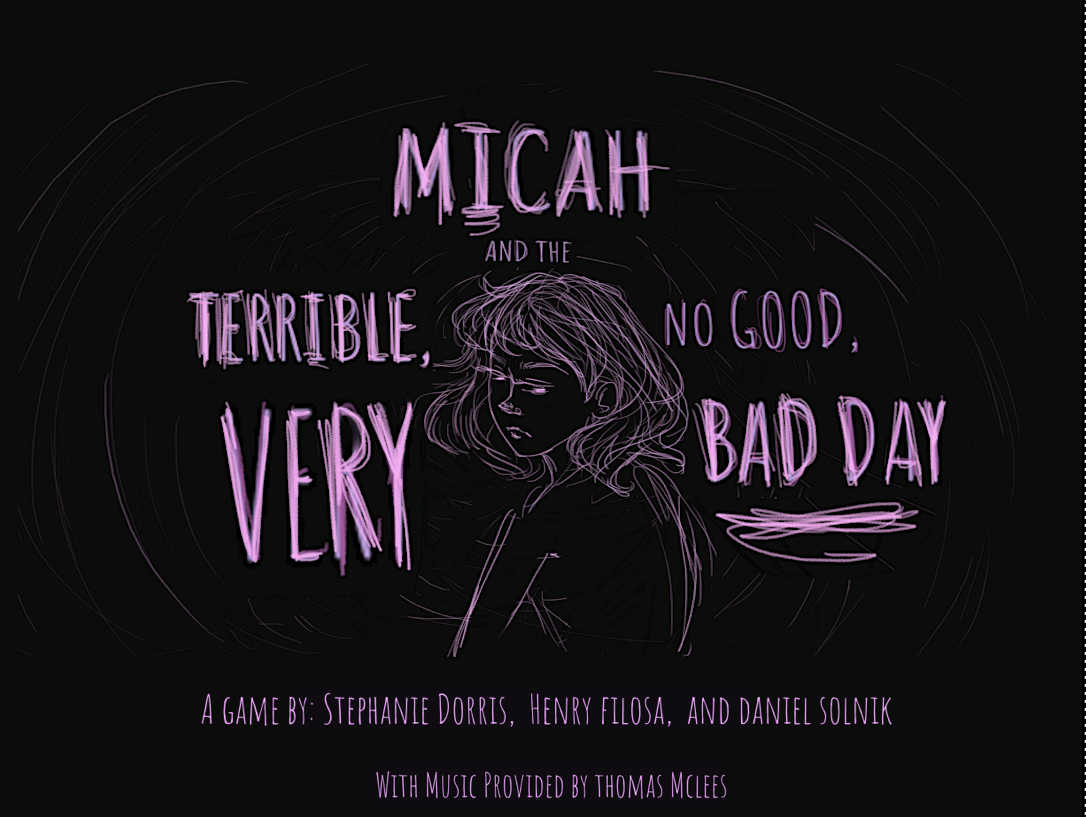 MICAH
AND THE
TERRIBLE, NO GOOD,
VERY BAD DAY
A GAME BY: STEPHANIE DORRIS, HENRY FILOSA, AND DANIEL SOLNIK
WITH MUSIC PROVIDED BY THOMAS MCLEES